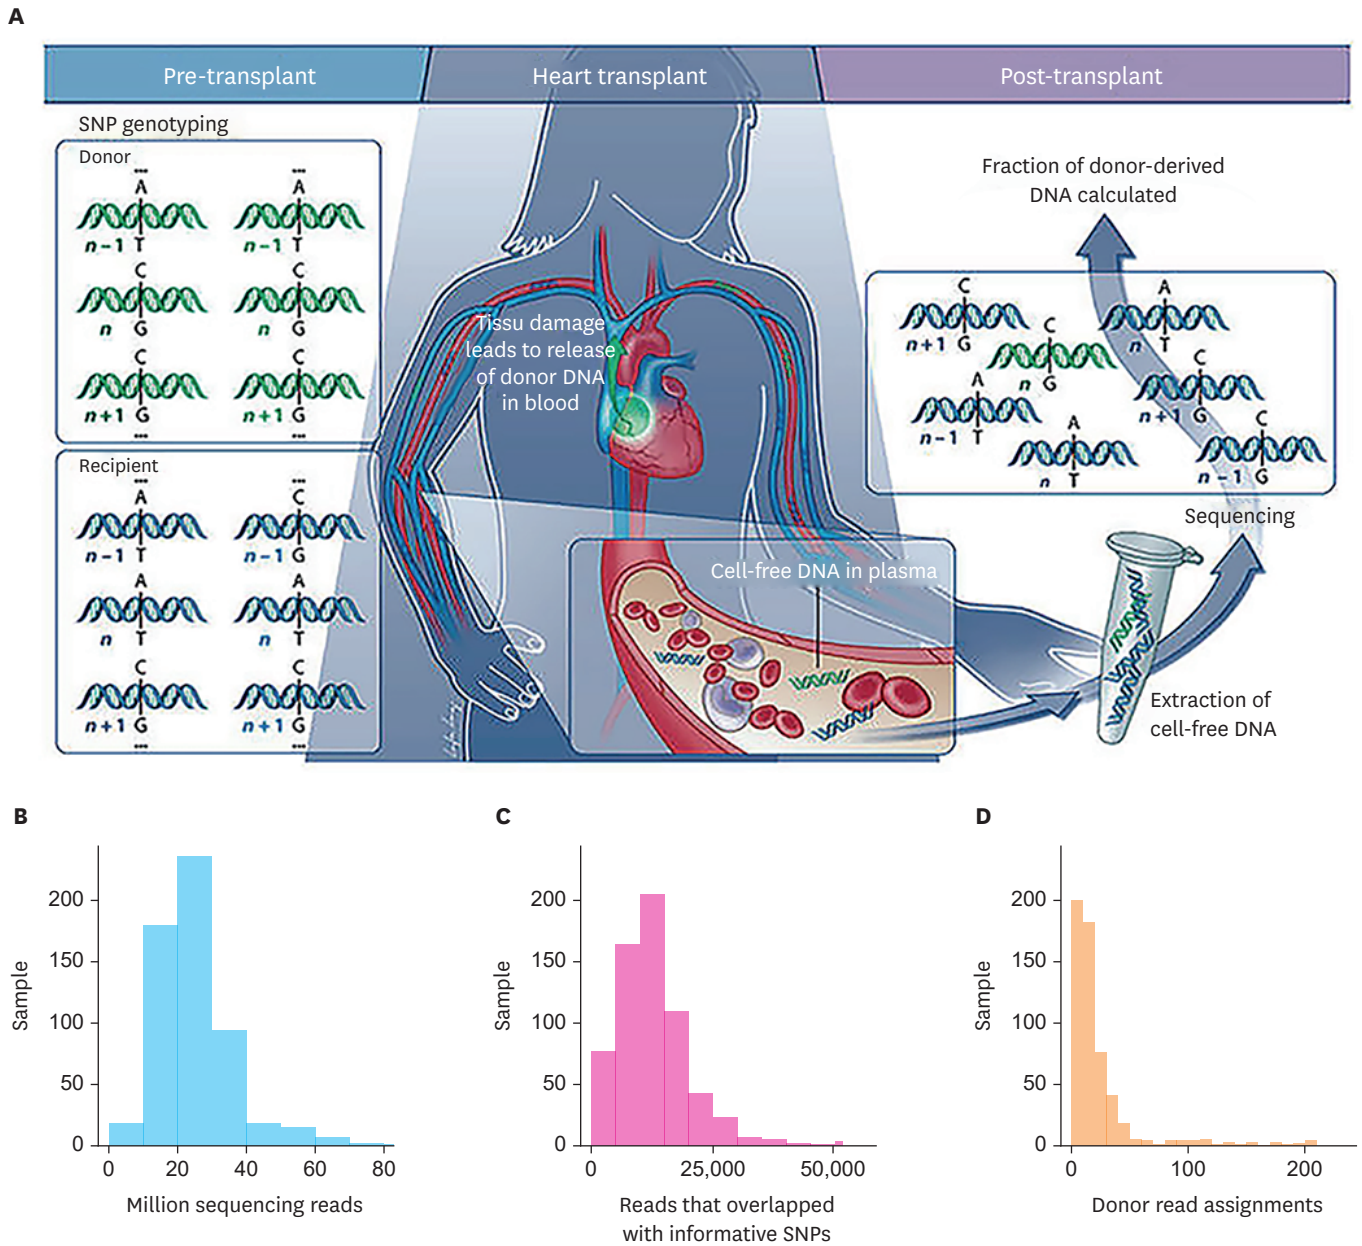 A
Pre-transplant
Heart transplant
Post-transplant
SNP genotyping
Donor
... ...
A A
n – 1 T n – 1 T
C C
n G n G
C C
n + 1 G n + 1 G
... ...
Recipient
... ...
A C
n – 1 T n – 1 G
A A
n T n T
C C
n + 1 G n + 1 G
... ...
Tissu damage
leads to release
of donor DNA
in blood
Cell-free DNA in plasma
Fraction of donor-derived
DNA calculated
C
n + 1 G
C
n G
A
n T
A
n – 1 T
C
n + 1 G
A
n T
C
n – 1 G
Sequencing
Extraction of
cell-free DNA
B
Sample
200
150
100
50
0
0 20 40 60 80
Million sequencing reads
C
Sample
200
150
100
50
0
0 25,000 50,000
Reads that overlapped
with informative SNPs
D
Sample
200
150
100
50
0
0 100 200
Donor read assignments